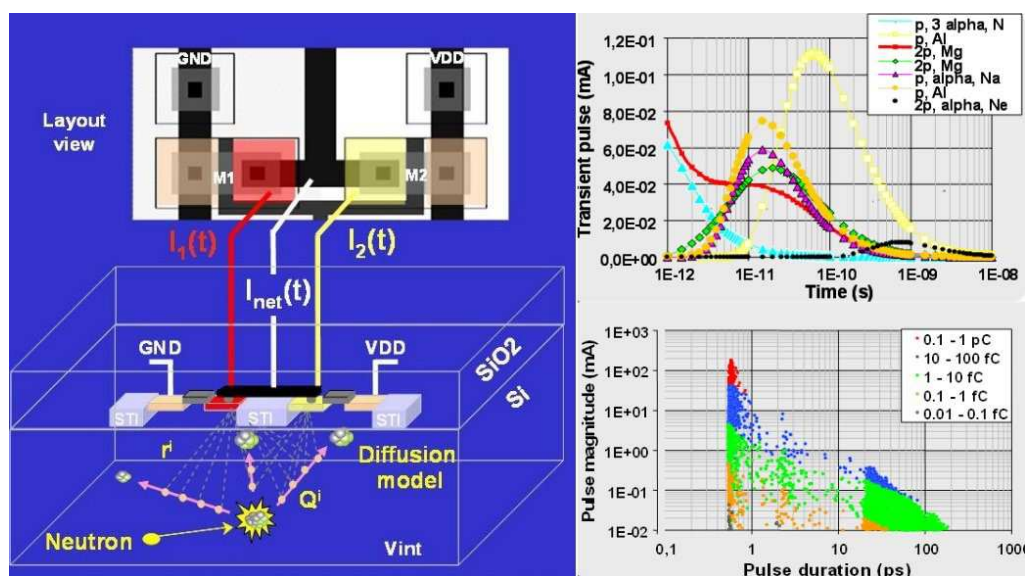 GND
VDD
Layout
view
M1
M2
I1(t)
I2(t)
Inet(t)
GND
VDD
SiO2
Si
STI
STI
STI
ri
Diffusion
model
Qi
Neutron
Vint
p, 3 alpha, N
p, Al
2p, Mg
2p, Mg
p, alpha, Na
p, Al
2p, alpha, Ne
Transient pulse (mA)
1,2E-01
1,0E-01
8,0E-02
6,0E-02
4,0E-02
2,0E-02
0,0E+00
1E-12 1E-11 1E-10 1E-09 1E-08
Time (s)
Pulse magnitude (mA)
1E+03
1E+02
1E+01
1E+00
1E-01
1E-02
0.1 - 1 pC
10 - 100 fC
1 - 10 fC
0.1 - 1 fC
0.01 - 0.1 fC
0,1 1 10 100 1000
Pulse duration (ps)